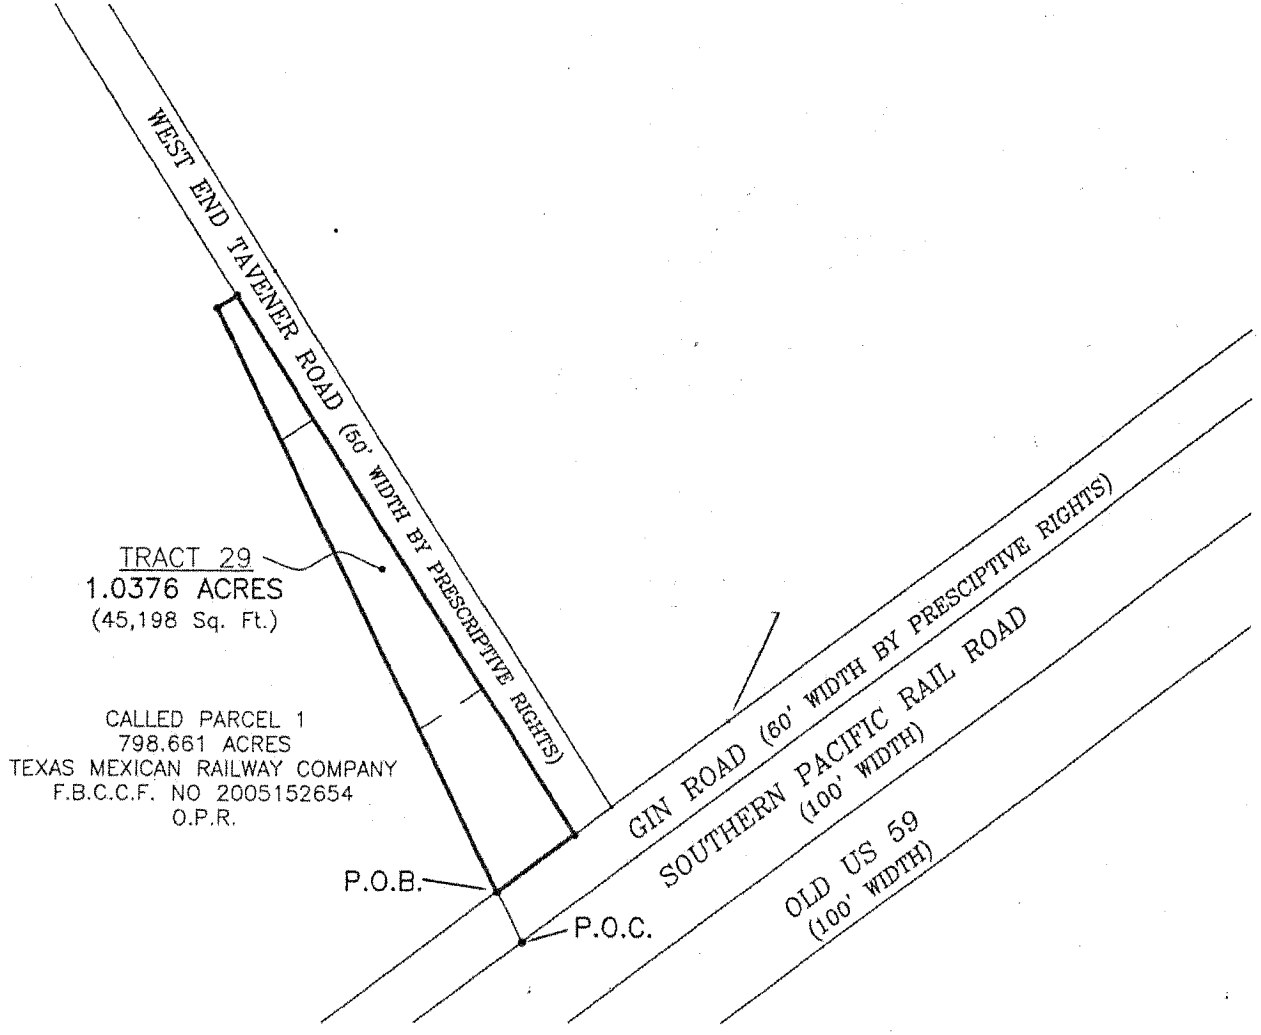 WEST END TAVENER ROAD (50' WIDTH BY PRESCRIPTIVE RIGHTS)
TRACT 29
1.0376 ACRES
(45,198 Sq. Ft.)
CALLED PARCEL 1
798.661 ACRES
TEXAS MEXICAN RAILWAY COMPANY
F.B.C.C.F. NO 2005152654
O.P.R.
P.O.B.
P.O.C.
GIN ROAD (60' WIDTH BY PRESCIPTIVE RIGHTS)
SOUTHERN PACIFIC RAIL ROAD
(100' WIDTH)
OLD US 59
(100' WIDTH)